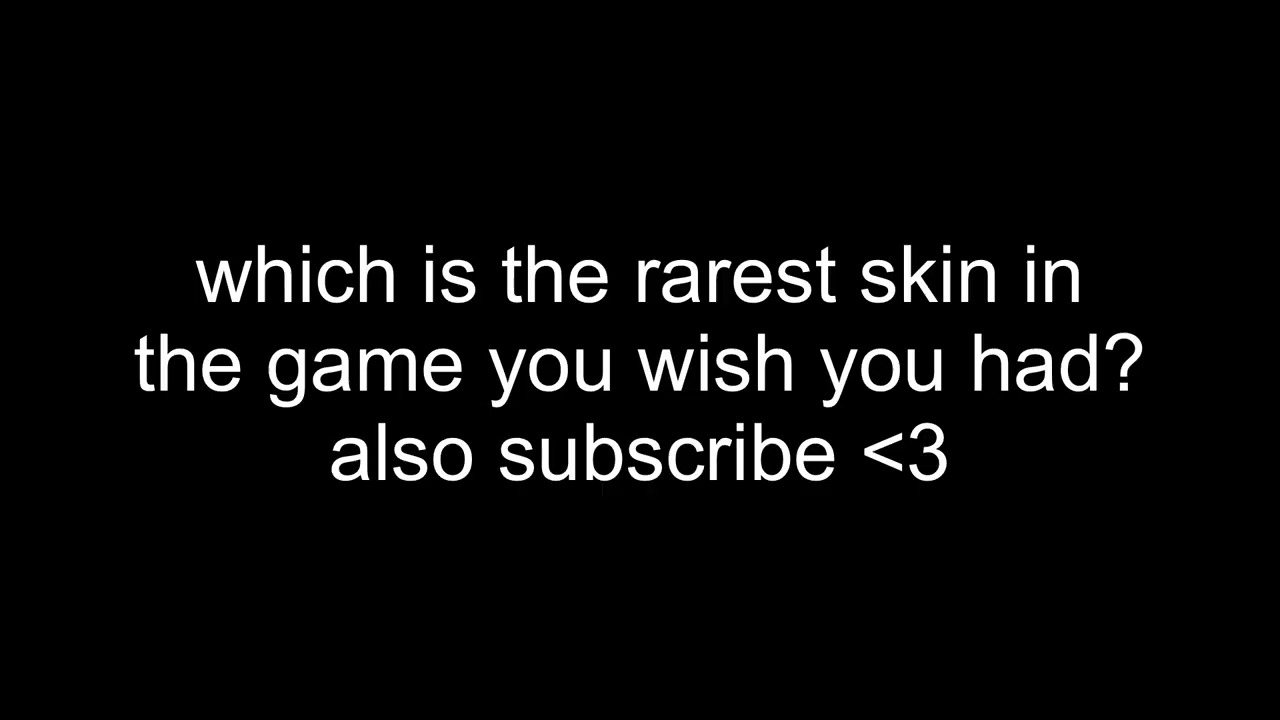 which is the rarest skin in
the game you wish you had?
also subscribe <3